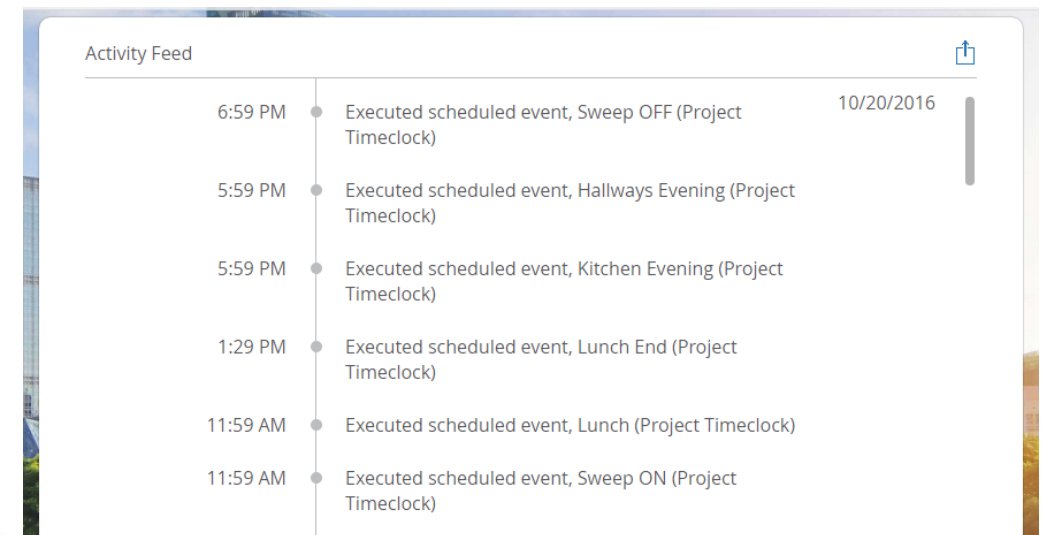 Activity Feed
10/20/2016
6:59 PM Executed scheduled event, Sweep OFF (Project
Timeclock)
5:59 PM Executed scheduled event, Hallways Evening (Project
Timeclock)
5:59 PM Executed scheduled event, Kitchen Evening (Project
Timeclock)
1:29 PM Executed scheduled event, Lunch End (Project
Timeclock)
11:59 AM Executed scheduled event, Lunch (Project Timeclock)
11:59 AM Executed scheduled event, Sweep ON (Project
Timeclock)